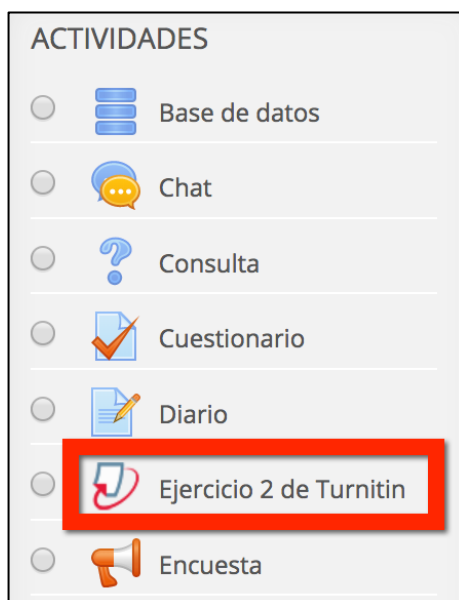 ACTIVIDADES
Base de datos
Chat
Consulta
Cuestionario
Diario
Ejercicio 2 de Turnitin
Encuesta